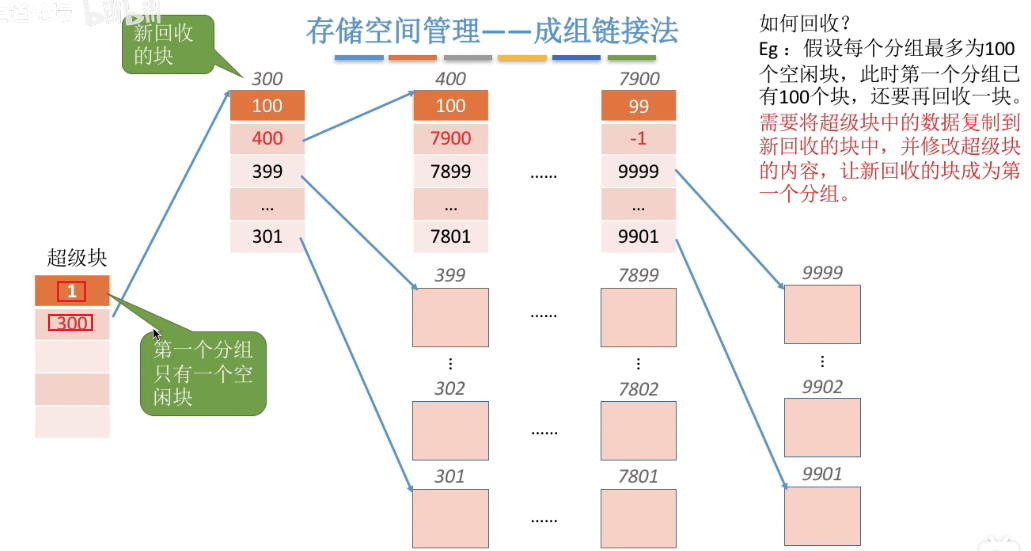 bilibili
存储空间管理——成组链接法
新回收
的块
如何回收？
Eg：假设每个分组最多为100
个空闲块，此时第一个分组已
有100个块，还要再回收一块。
需要将超级块中的数据复制到
新回收的块中，并修改超级块
的内容，让新回收的块成为第
一个分组。
300 400 7900
100 100 99
400 7900 -1
399 7899 ...... 9999
... ... ...
301 7801 9901
超级块
1
300
第一个分组
只有一个空
闲块
399 7899 9999
......
⋮ ⋮ ⋮
302 7802 9902
......
301 7801 9901
......